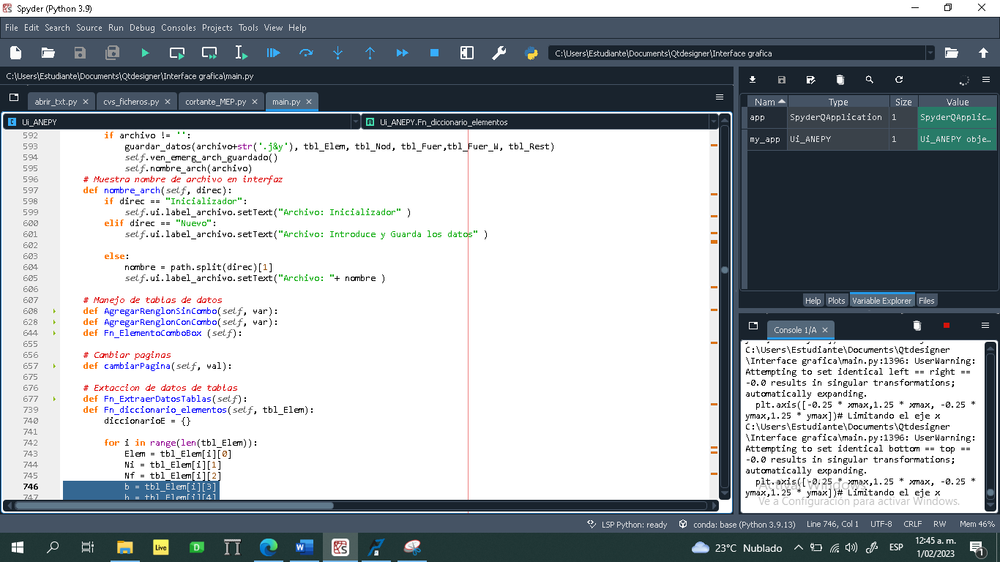 Spyder (Python 3.9)
File Edit Search Source Run Debug Consoles Projects Tools View Help
C:\Users\Estudiante\Documents\Qtdesigner\Interface grafica
C:\Users\Estudiante\Documents\Qtdesigner\Interface grafica\main.py
abrir_txt.py cvs_ficheros.py cortante_MEP.py main.py
Ui_ANEPY Ui_ANEPY.Fn_diccionario_elementos
592 if archivo != '':
593 guardar_datos(archivo+str('.j&y'), tbl_Elem, tbl_Nod, tbl_Fuer,tbl_Fuer_W, tbl_Rest)
594 self.ven_emerg_arch_guardado()
595 self.nombre_arch(archivo)
596 # Muestra nombre de archivo en interfaz
597 def nombre_arch(self, direc):
598 if direc == "Inicializador":
599 self.ui.label_archivo.setText("Archivo: Inicializador" )
600 elif direc == "Nuevo":
601 self.ui.label_archivo.setText("Archivo: Introduce y Guarda los datos" )
602
603 else:
604 nombre = path.split(direc)[1]
605 self.ui.label_archivo.setText("Archivo: "+ nombre )
606
607 # Manejo de tablas de datos
608 def AgregarRenglonSinCombo(self, var):
628 def AgregarRenglonConCombo(self, var):
644 def Fn_ElementoComboBox (self):
655
656 # Cambiar paginas
657 def cambiarPagina(self, val):
675
676 # Extaccion de datos de tablas
677 def Fn_ExtraerDatosTablas(self):
739 def Fn_diccionario_elementos(self, tbl_Elem):
740 diccionarioE = {}
741
742 for i in range(len(tbl_Elem)):
743 Elem = tbl_Elem[i][0]
744 Ni = tbl_Elem[i][1]
745 Nf = tbl_Elem[i][2]
746 b = tbl_Elem[i][3]
747 h = tbl_Elem[i][4]
Nam Type Size Value
app SpyderQApplication 1 SpyderQApplic…
my_app Ui_ANEPY 1 Ui_ANEPY obje…
Help Plots Variable Explorer Files
Console 1/A
C:\Users\Estudiante\Documents\Qtdesigner
\Interface grafica\main.py:1396: UserWarning:
Attempting to set identical left == right ==
-0.0 results in singular transformations;
automatically expanding.
plt.axis([-0.25 * xmax,1.25 * xmax, -0.25 *
ymax,1.25 * ymax])# Limitando el eje x
C:\Users\Estudiante\Documents\Qtdesigner
\Interface grafica\main.py:1396: UserWarning:
Attempting to set identical bottom == top ==
-0.0 results in singular transformations;
automatically expanding.
plt.axis([-0.25 * xmax,1.25 * xmax, -0.25 *
ymax,1.25 * ymax])# Limitando el eje x
Activar Windows
Ve a Configuración para activar Windows.
LSP Python: ready conda: base (Python 3.9.13) Line 746, Col 1 UTF-8 CRLF RW Mem 46%
Live D 23°C Nublado ESP 12:45 a. m.
1/02/2023 1